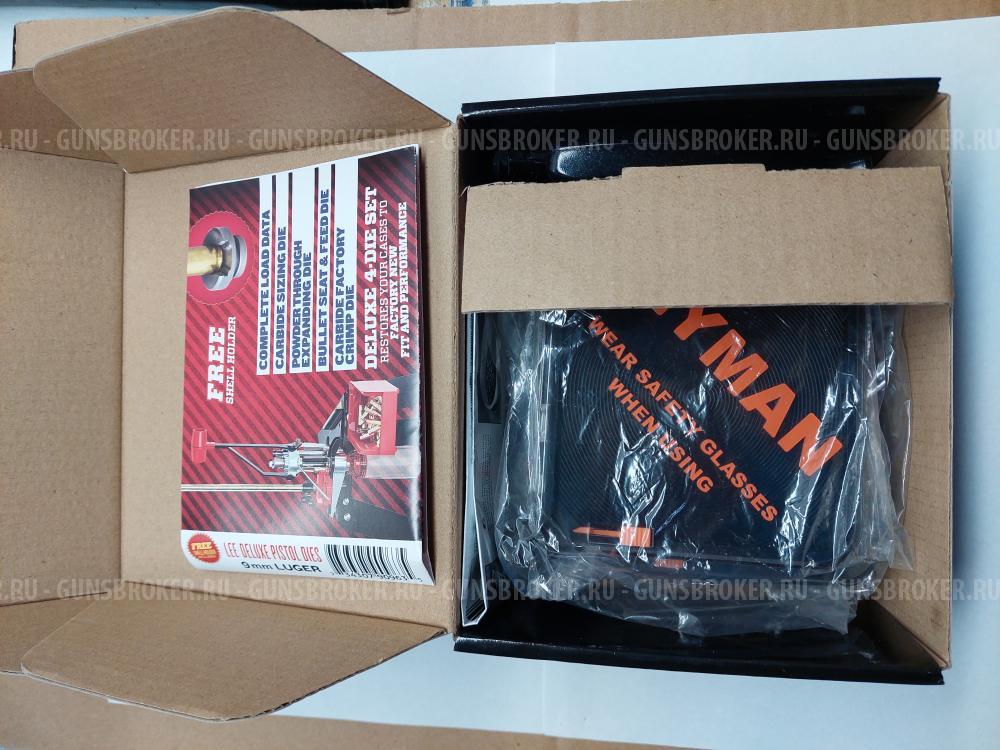 GUNSBROKER.RU - GUNSBROKER.RU - GUNSBROKER.RU - GUNSBROKER.RU - GUNSBROKER.RU
FREE
SHELL HOLDER
COMPLETE LOAD DATA
CARBIDE SIZING DIE
POWDER THROUGH
EXPANDING DIE
BULLET SEAT & FEED DIE
CARBIDE FACTORY
CRIMP DIE
DELUXE 4-DIE SET
RESTORES YOUR CASES TO
FACTORY NEW
FIT AND PERFORMANCE
FREE
LEE DELUXE PISTOL DIES
9mm LUGER
YMAN
WEAR SAFETY GLASSES
WHEN USING
GUNSBROKER.RU - GUNSBROKER.RU - GUNSBROKER.RU - GUNSBROKER.RU - GUNSBROKER.RU